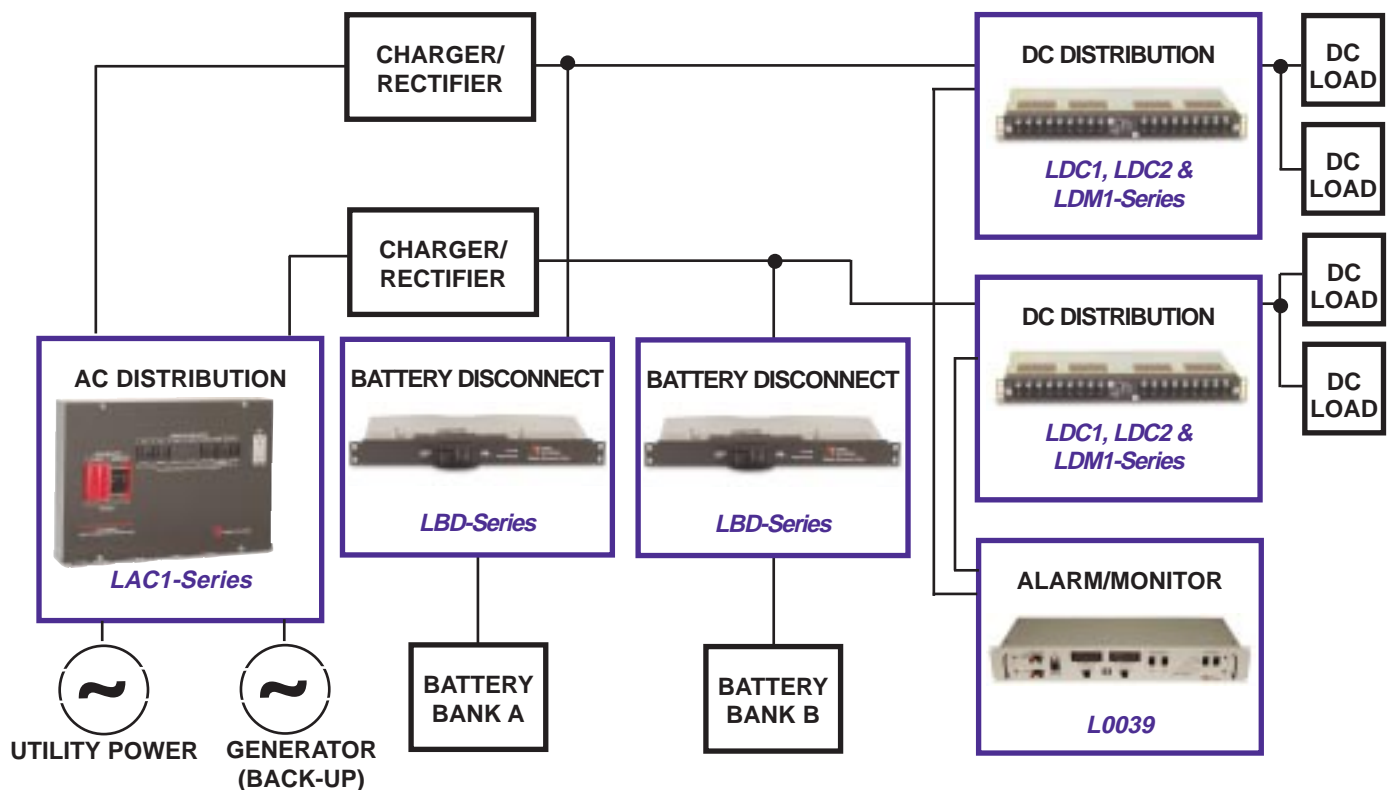 CHARGER/
RECTIFIER
DC DISTRIBUTION
LDC1, LDC2 &
LDM1-Series
DC
LOAD
DC
LOAD
CHARGER/
RECTIFIER
DC DISTRIBUTION
LDC1, LDC2 &
LDM1-Series
DC
LOAD
DC
LOAD
AC DISTRIBUTION
LAC1-Series
BATTERY DISCONNECT
LBD-Series
BATTERY DISCONNECT
LBD-Series
ALARM/MONITOR
L0039
UTILITY POWER
GENERATOR
(BACK-UP)
BATTERY
BANK A
BATTERY
BANK B